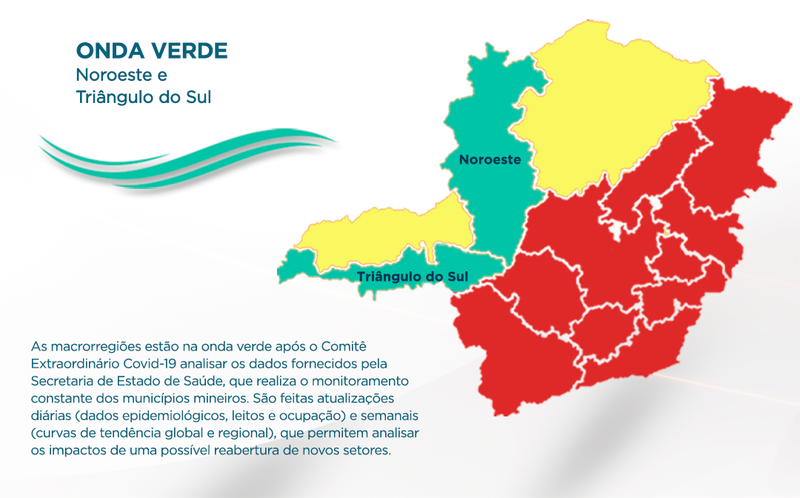 ONDA VERDE
Noroeste e
Triângulo do Sul
Noroeste
Triângulo do Sul
As macrorregiões estão na onda verde após o Comitê
Extraordinário Covid-19 analisar os dados fornecidos pela
Secretaria de Estado de Saúde, que realiza o monitoramento
constante dos municípios mineiros. São feitas atualizações
diárias (dados epidemiológicos, leitos e ocupação) e semanais
(curvas de tendência global e regional), que permitem analisar
os impactos de uma possível reabertura de novos setores.